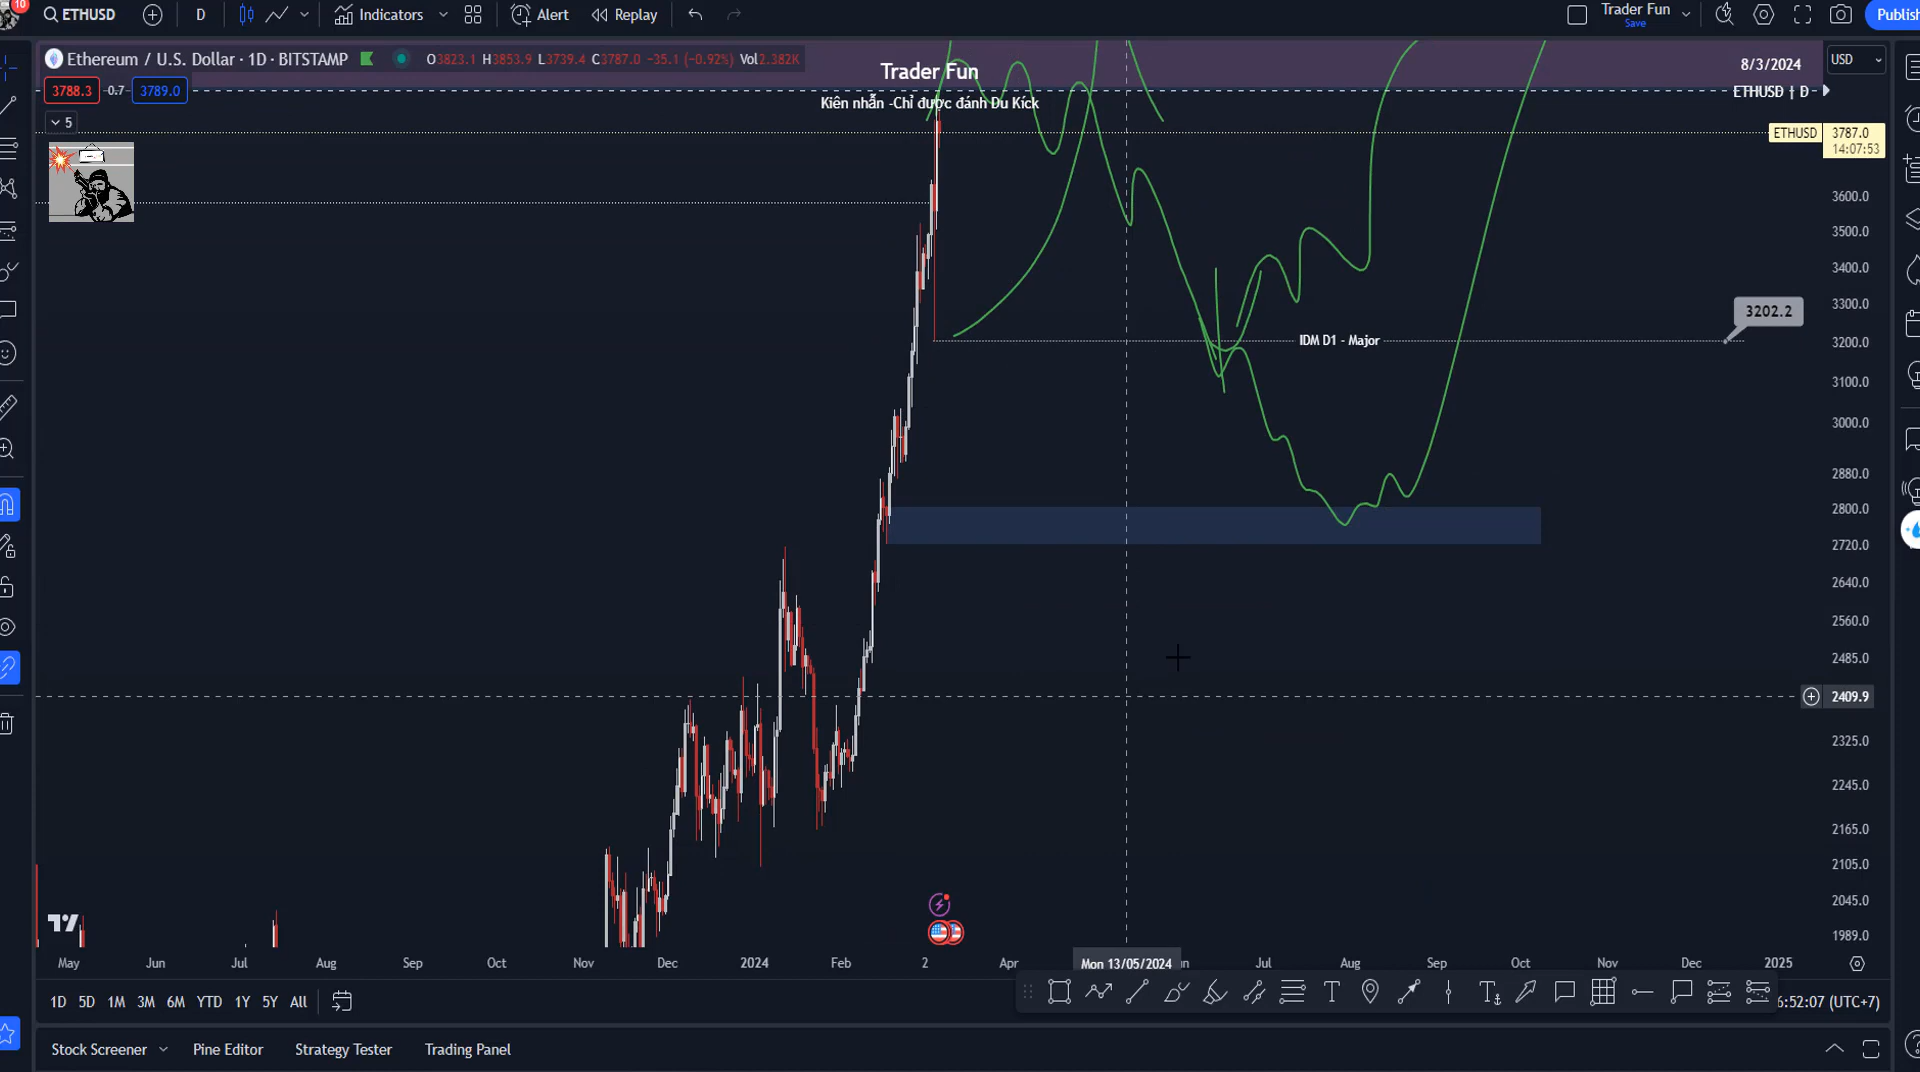 10
ETHUSD
D
Indicators
Alert
Replay
Trader Fun
Save
Publish
Ethereum / U.S. Dollar · 1D · BITSTAMP
O3823.1 H3853.9 L3739.4 C3787.0 -35.1 (-0.92%) Vol2.382K
USD
3788.3
0.7
3789.0
5
Trader Fun
Kiên nhẫn -Chỉ được đánh Du Kick
8/3/2024
ETHUSD | D
ETHUSD
3787.0
14:07:53
3600.0
3500.0
3400.0
3300.0
3202.2
IDM D1 - Major
3200.0
3100.0
3000.0
2880.0
2800.0
2720.0
2640.0
2560.0
2485.0
2409.9
2325.0
2245.0
2165.0
2105.0
2045.0
1989.0
May
Jun
Jul
Aug
Sep
Oct
Nov
Dec
2024
Feb
2
Apr
Mon 13/05/2024
Jul
Aug
Sep
Oct
Nov
Dec
2025
1D 5D 1M 3M 6M YTD 1Y 5Y All
6:52:07 (UTC+7)
Stock Screener
Pine Editor
Strategy Tester
Trading Panel